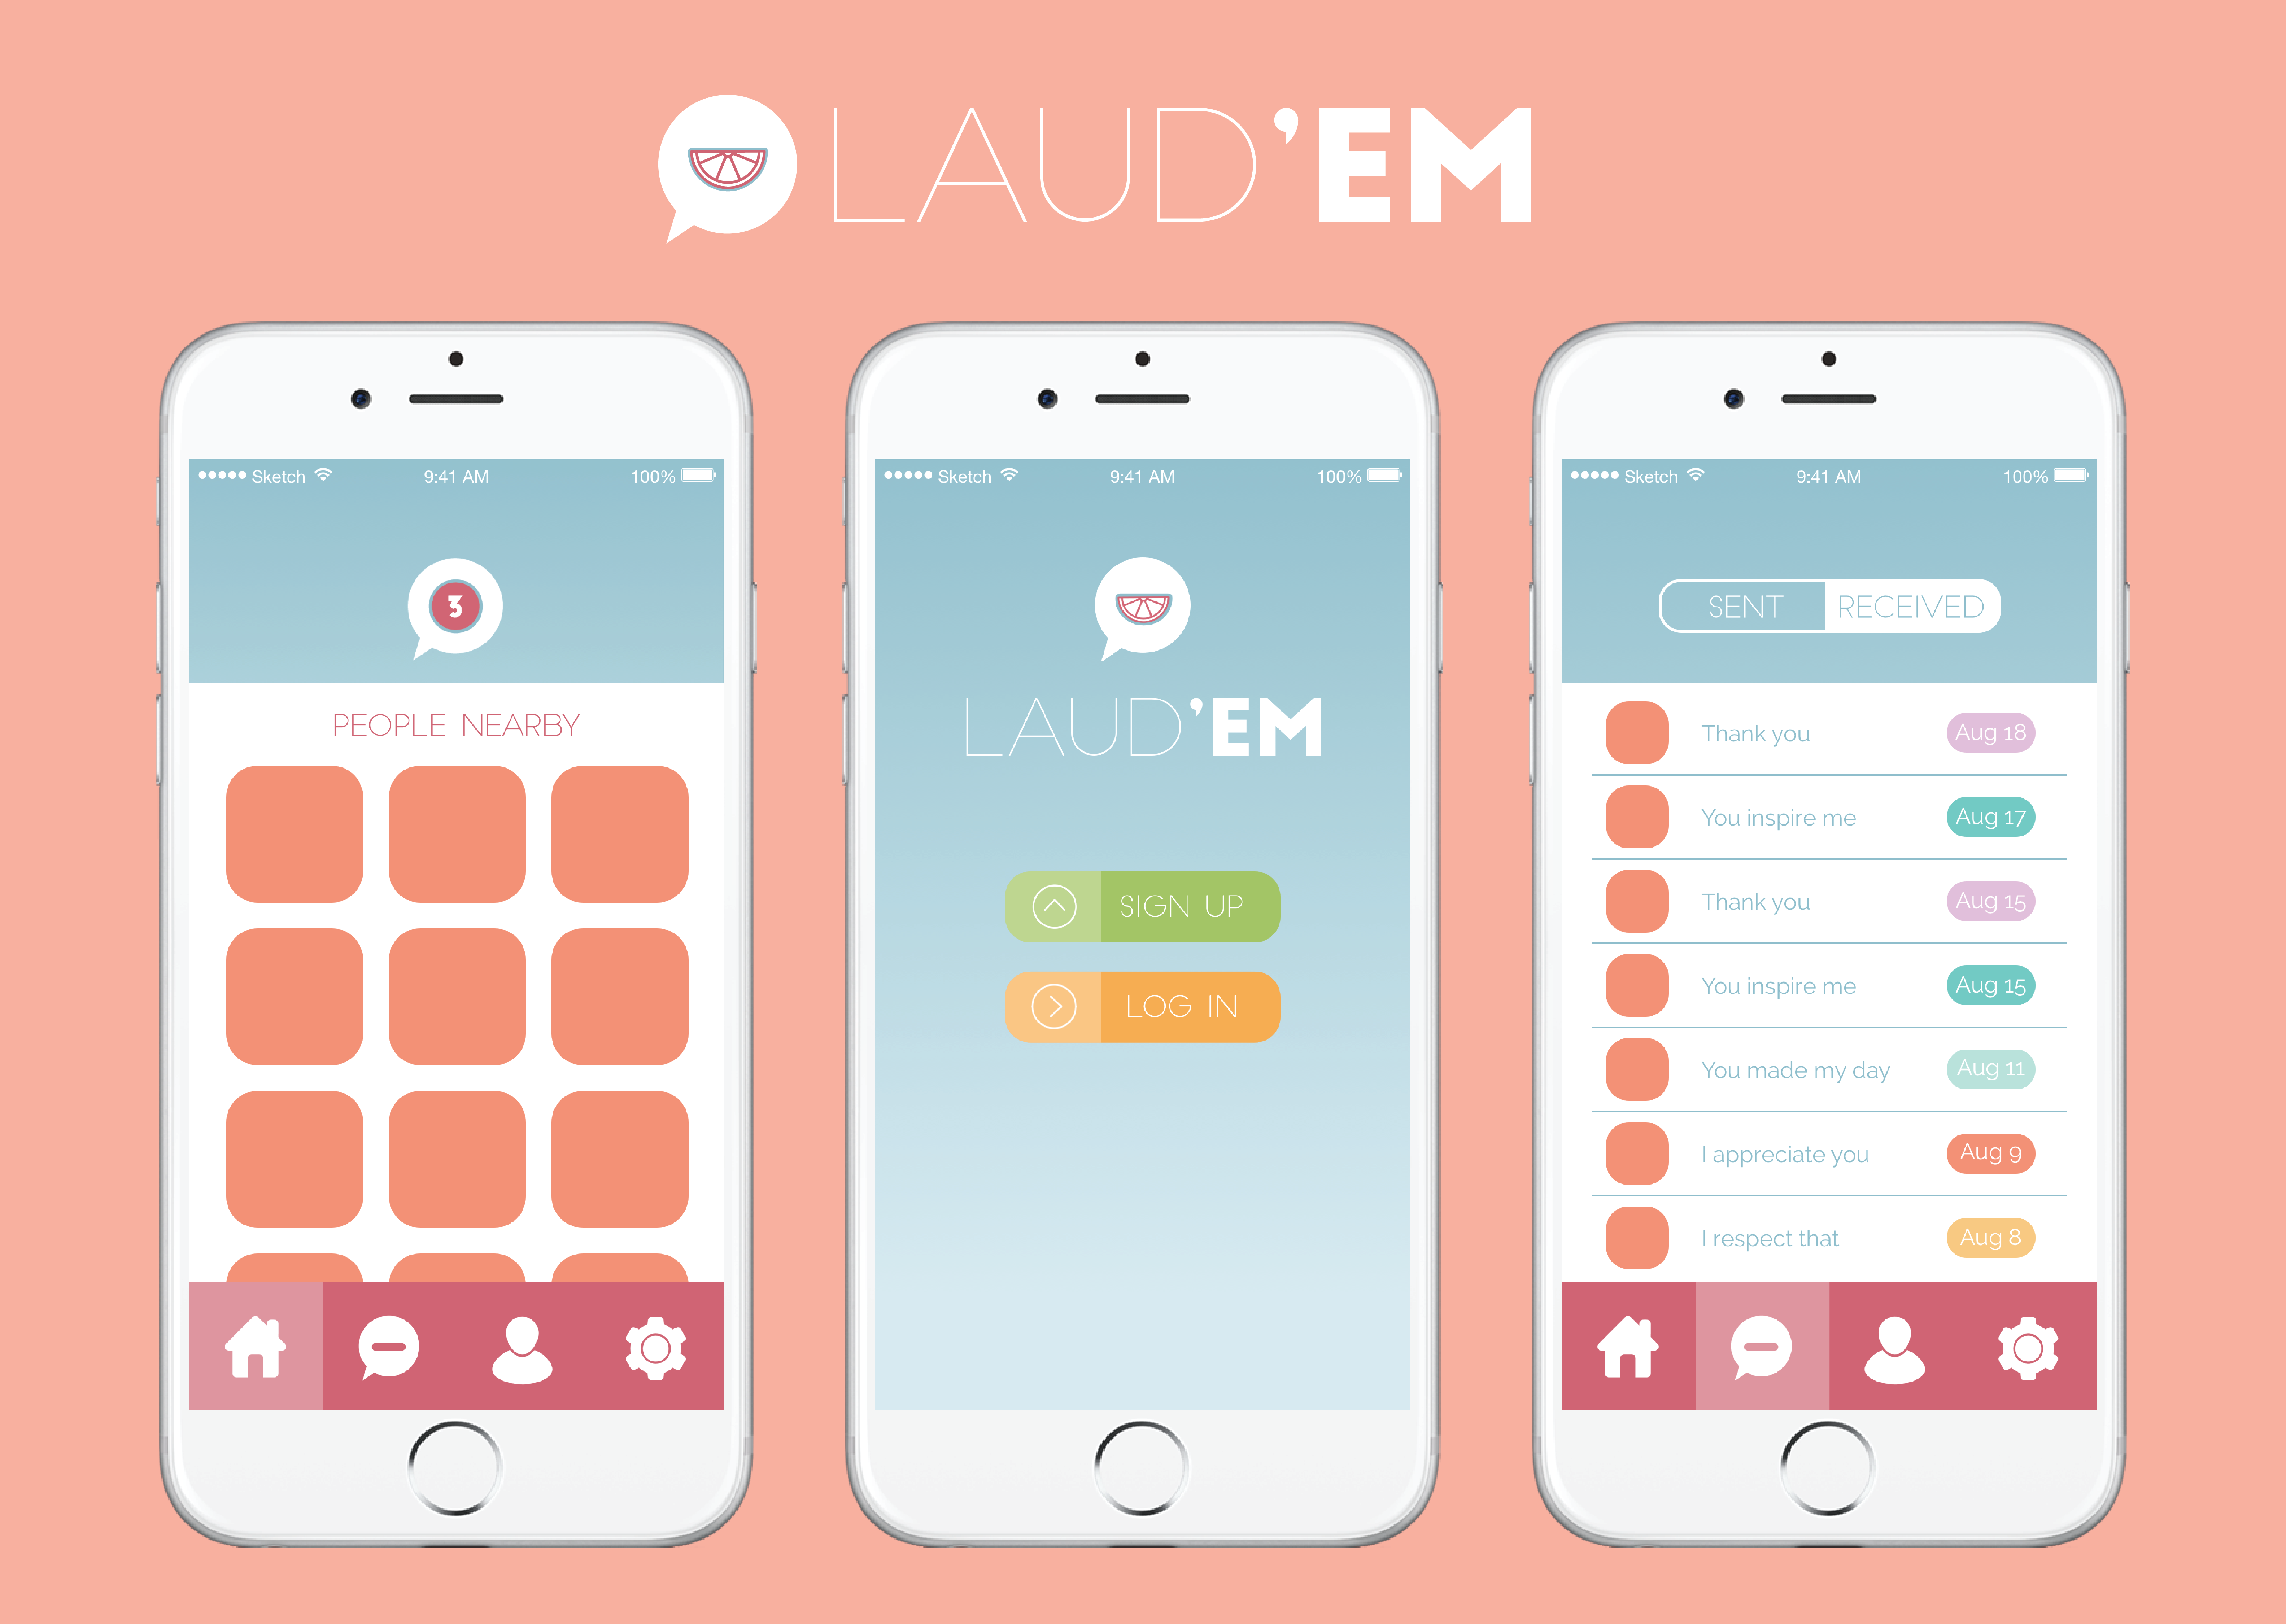 LAUD'EM
Sketch 9:41 AM 100%
3
PEOPLE NEARBY
Sketch 9:41 AM 100%
LAUD'EM
SIGN UP
LOG IN
Sketch 9:41 AM 100%
SENT RECEIVED
Thank you Aug 18
You inspire me Aug 17
Thank you Aug 15
You inspire me Aug 15
You made my day Aug 11
I appreciate you Aug 9
I respect that Aug 8